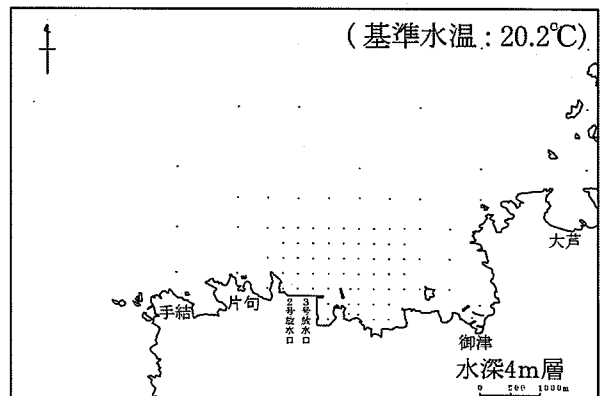 (基準水温:20.2℃)
大芦
片句
手結
2号放水口
3号放水口
御津
水深4m層
0 500 1000m